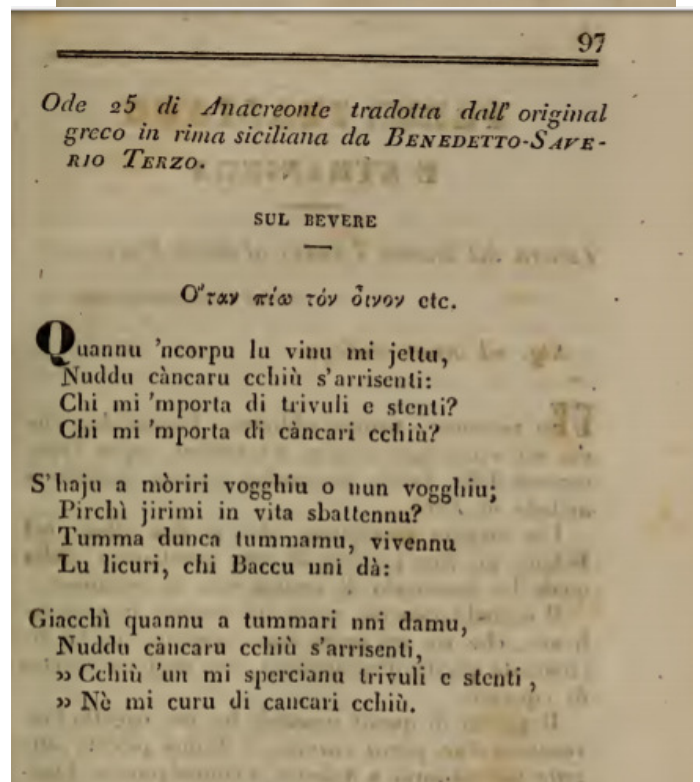 97
Ode 25 di Anacreonte tradotta dall' original
greco in rima siciliana da BENEDETTO-SAVE-
RIO TERZO.
SUL BEVERE
Ο῞ταν πίω τόν ὀ͂ινον etc.
Quannu 'ncorpu lu vinu mi jettu,
Nuddu càncaru cchiù s'arrisenti:
Chi mi 'mporta di trivuli e stenti?
Chi mi 'mporta di càncari cchiù?
S'haju a mòriri vogghiu o nun vogghiu;
Pirchì jirimi in vita sbattennu?
Tumma dunca tummamu, vivennu
Lu licuri, chi Baccu uni dà:
Giacchì quannu a tummari nni damu,
Nuddu càncaru cchiù s'arrisenti,
» Cchiù 'un mi spercianu trivuli e stenti,
» Nè mi curu di cancari cchiù.